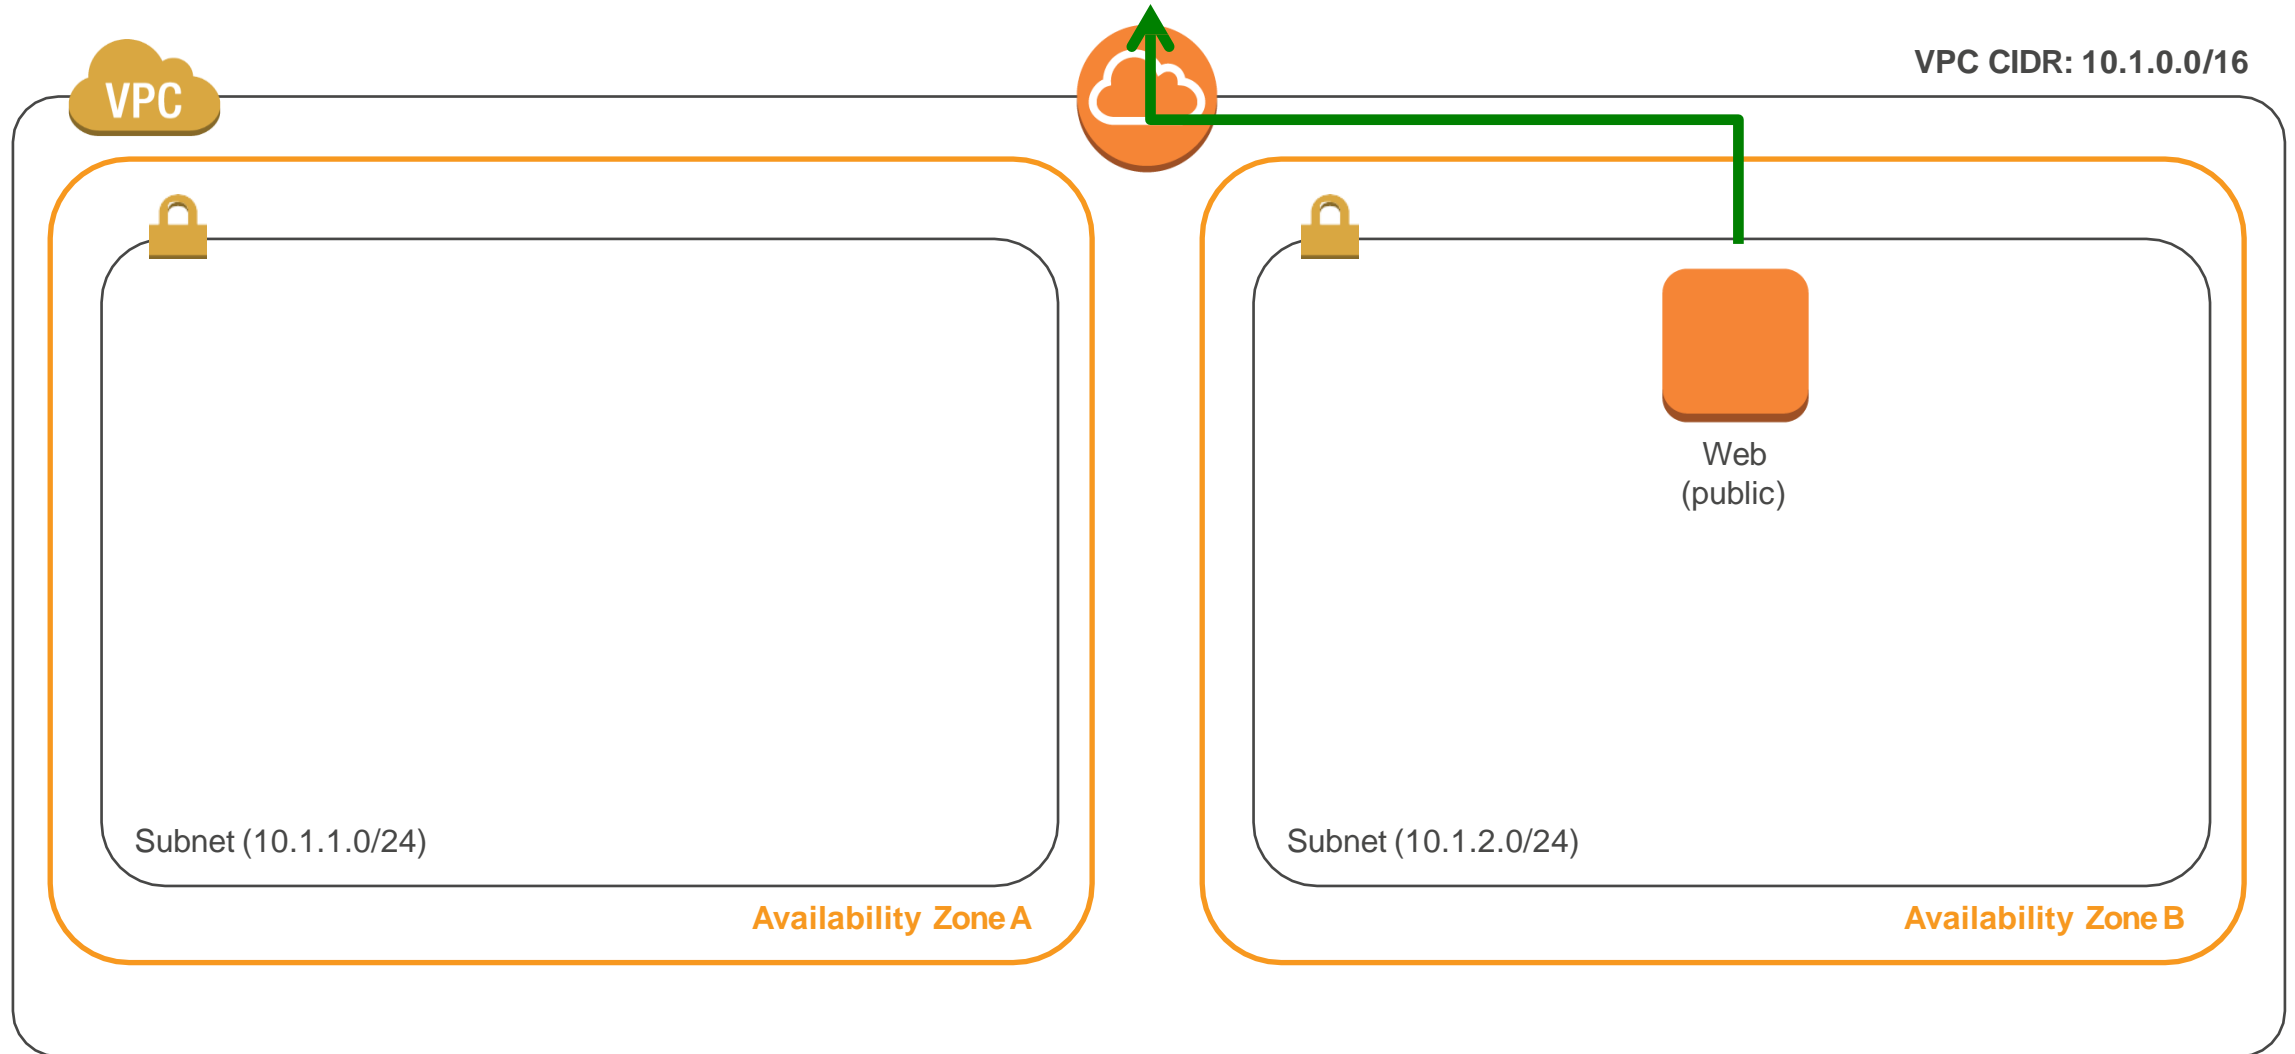 VPC
VPC CIDR: 10.1.0.0/16
Web
(public)
Subnet (10.1.1.0/24)
Subnet (10.1.2.0/24)
Availability Zone A
Availability Zone B